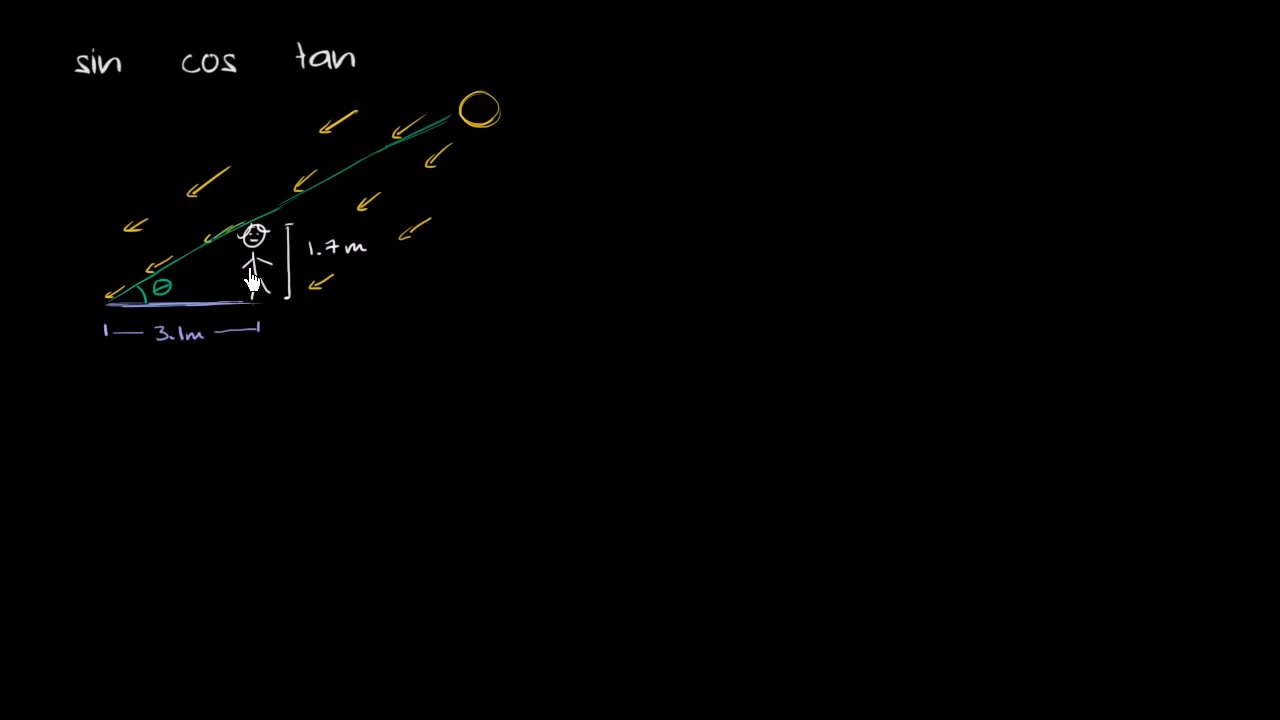 sin cos tan
1.7m
θ
3.1m